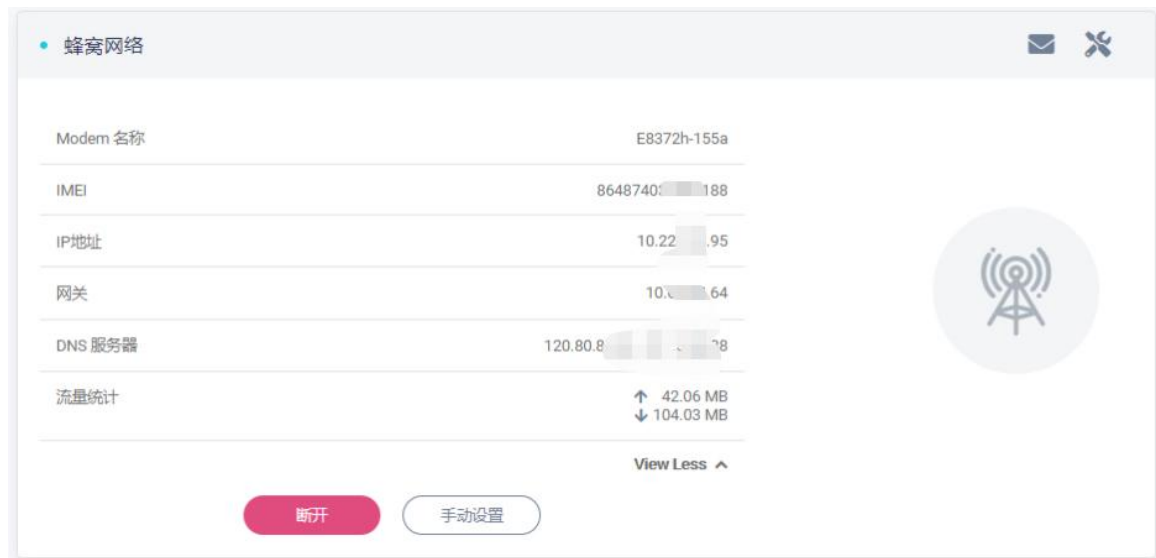 蜂窝网络
Modem 名称 E8372h-155a
IMEI 86487403 188
IP地址 10.22 .95
网关 10. .64
DNS 服务器 120.80.8
流量统计 ↑ 42.06 MB
↓ 104.03 MB
View Less
断开 手动设置